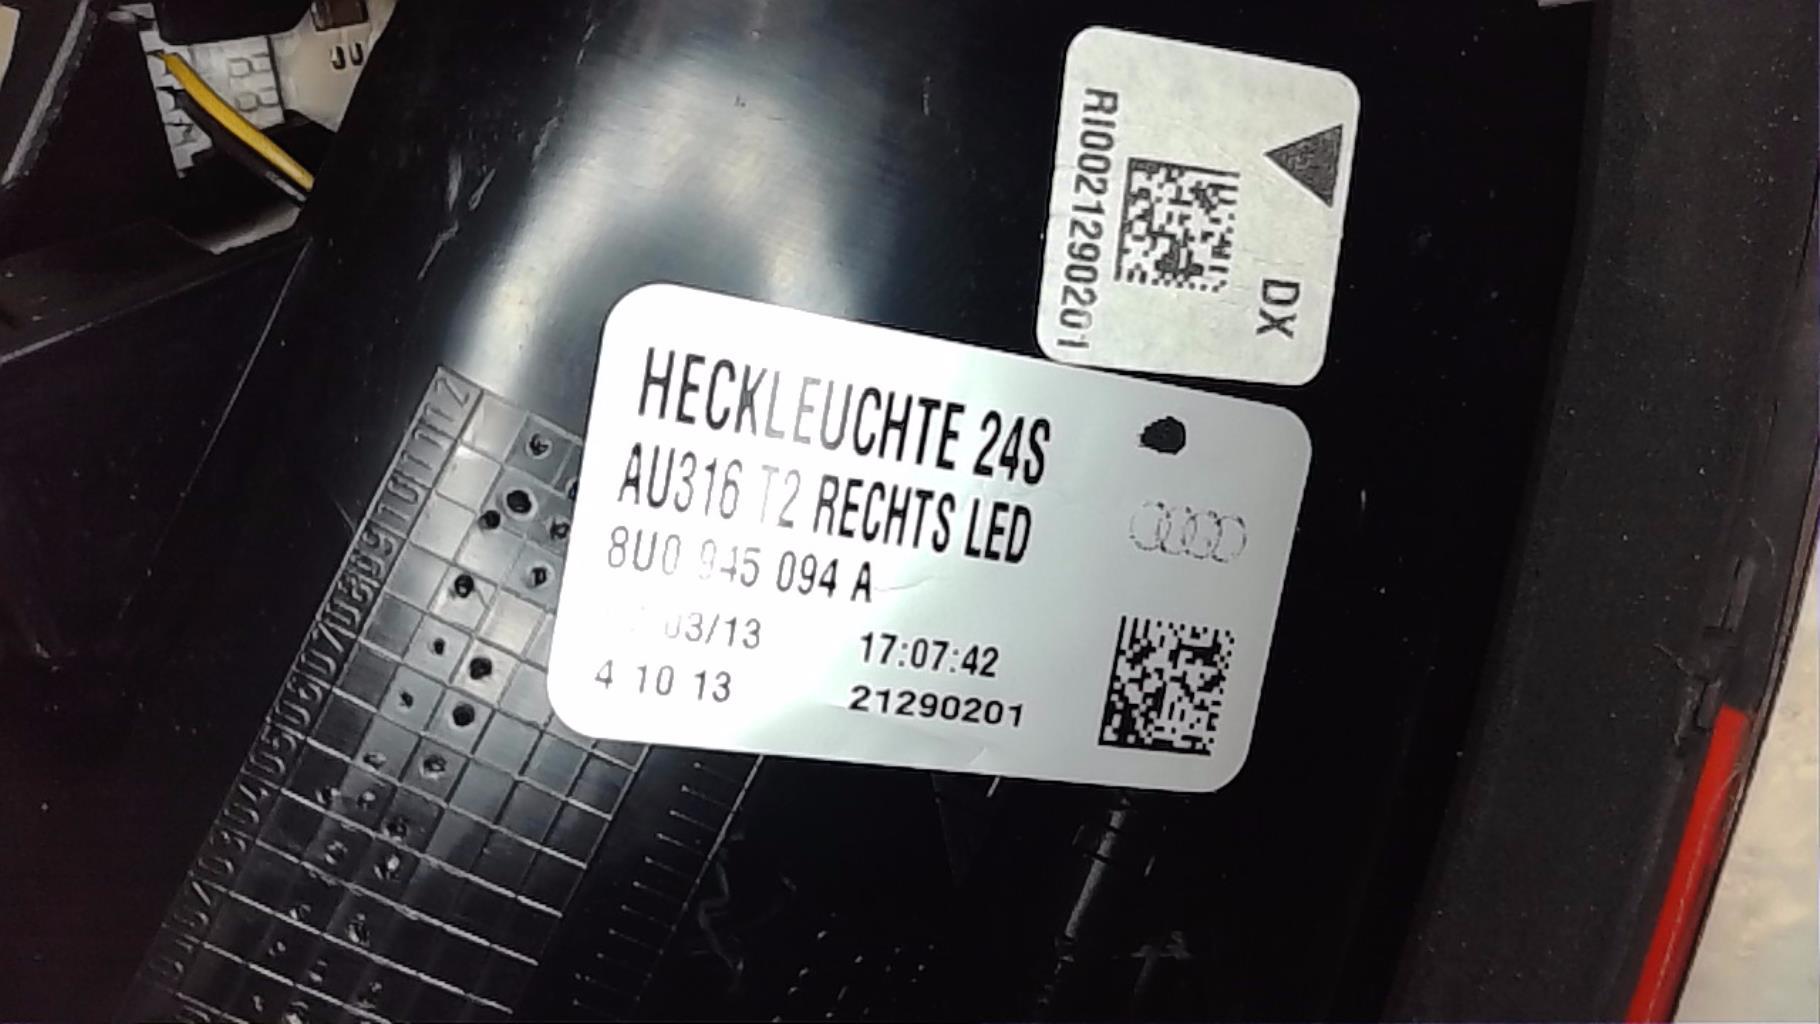 RI0021290201
DX
HECKLEUCHTE 24S
AU316 T2 RECHTS LED
8U0 945 094 A
03/13 17:07:42
4 10 13 21290201